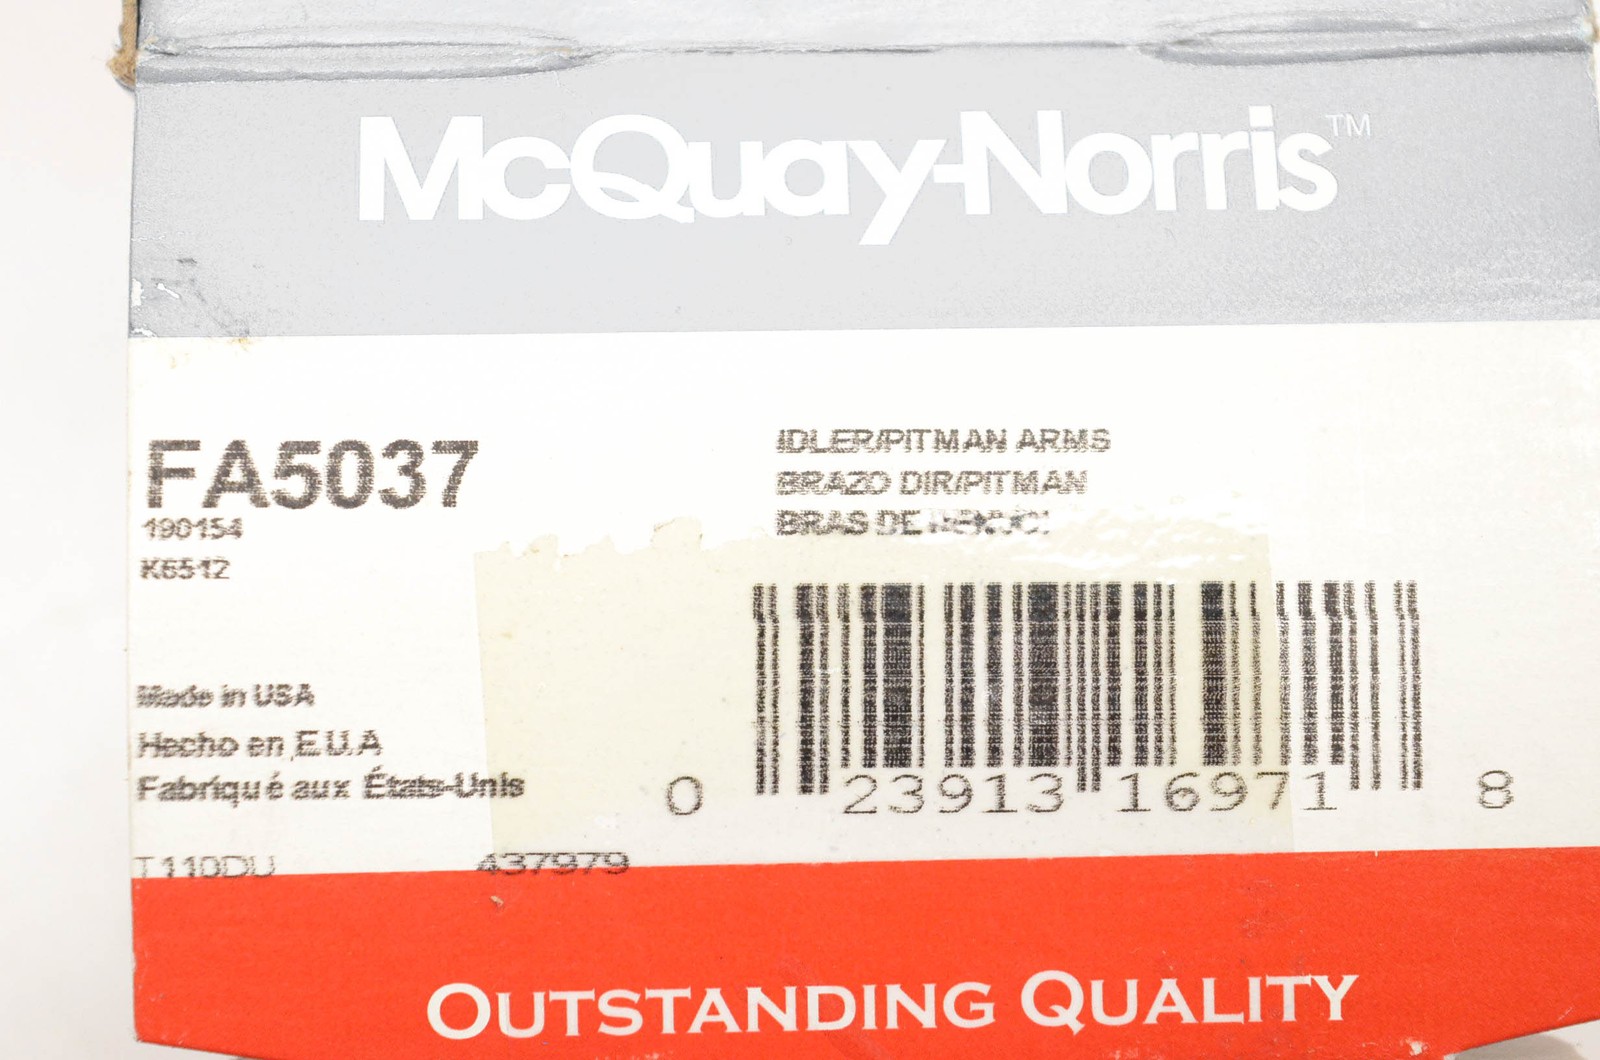 McQuay-Norris™
FA5037
190154
K6512
IDLER/PITMAN ARMS
BRAZO DIR/PITMAN
BRAS DE
Made in USA
Hecho en E.U.A
Fabriqué aux États-Unis
0 23913 16971 8
T110DU 437979
OUTSTANDING QUALITY